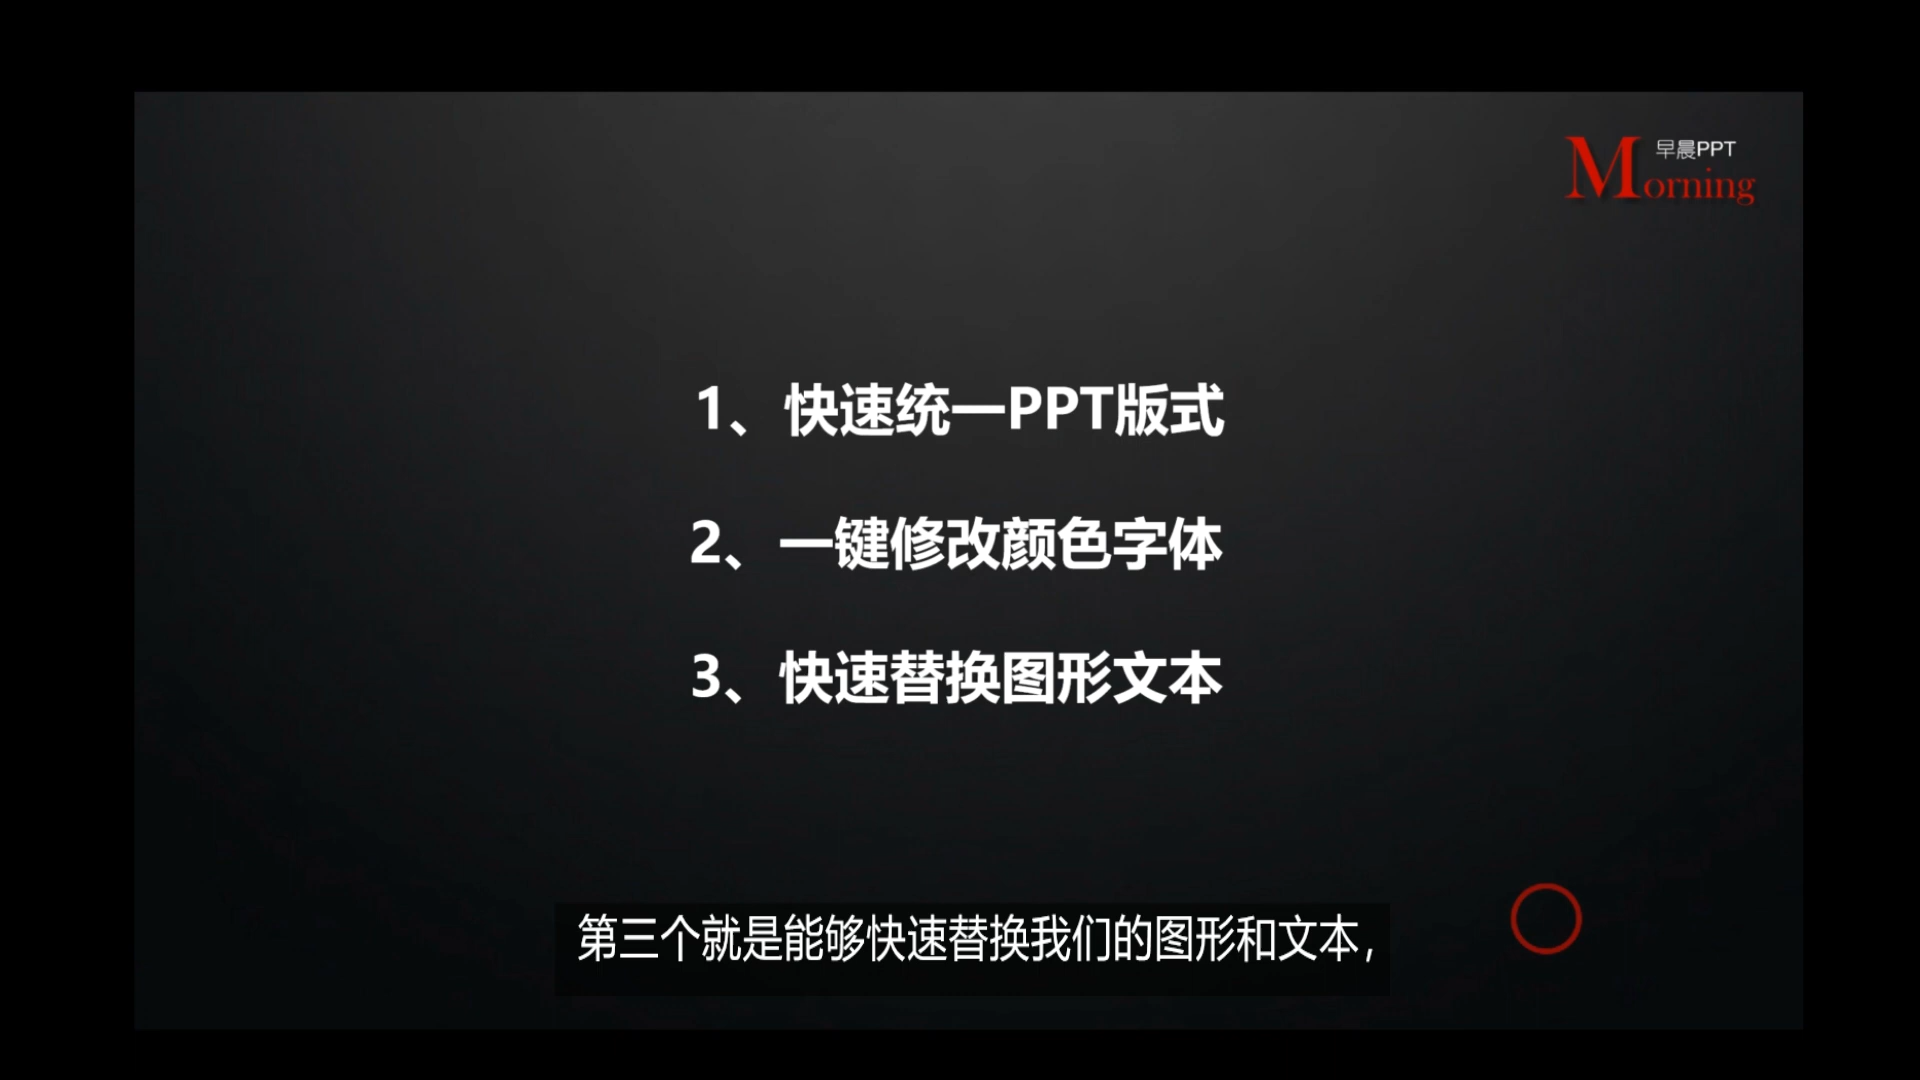 早晨PPT
Morning
1、快速统一PPT版式
2、一键修改颜色字体
3、快速替换图形文本
第三个就是能够快速替换我们的图形和文本,